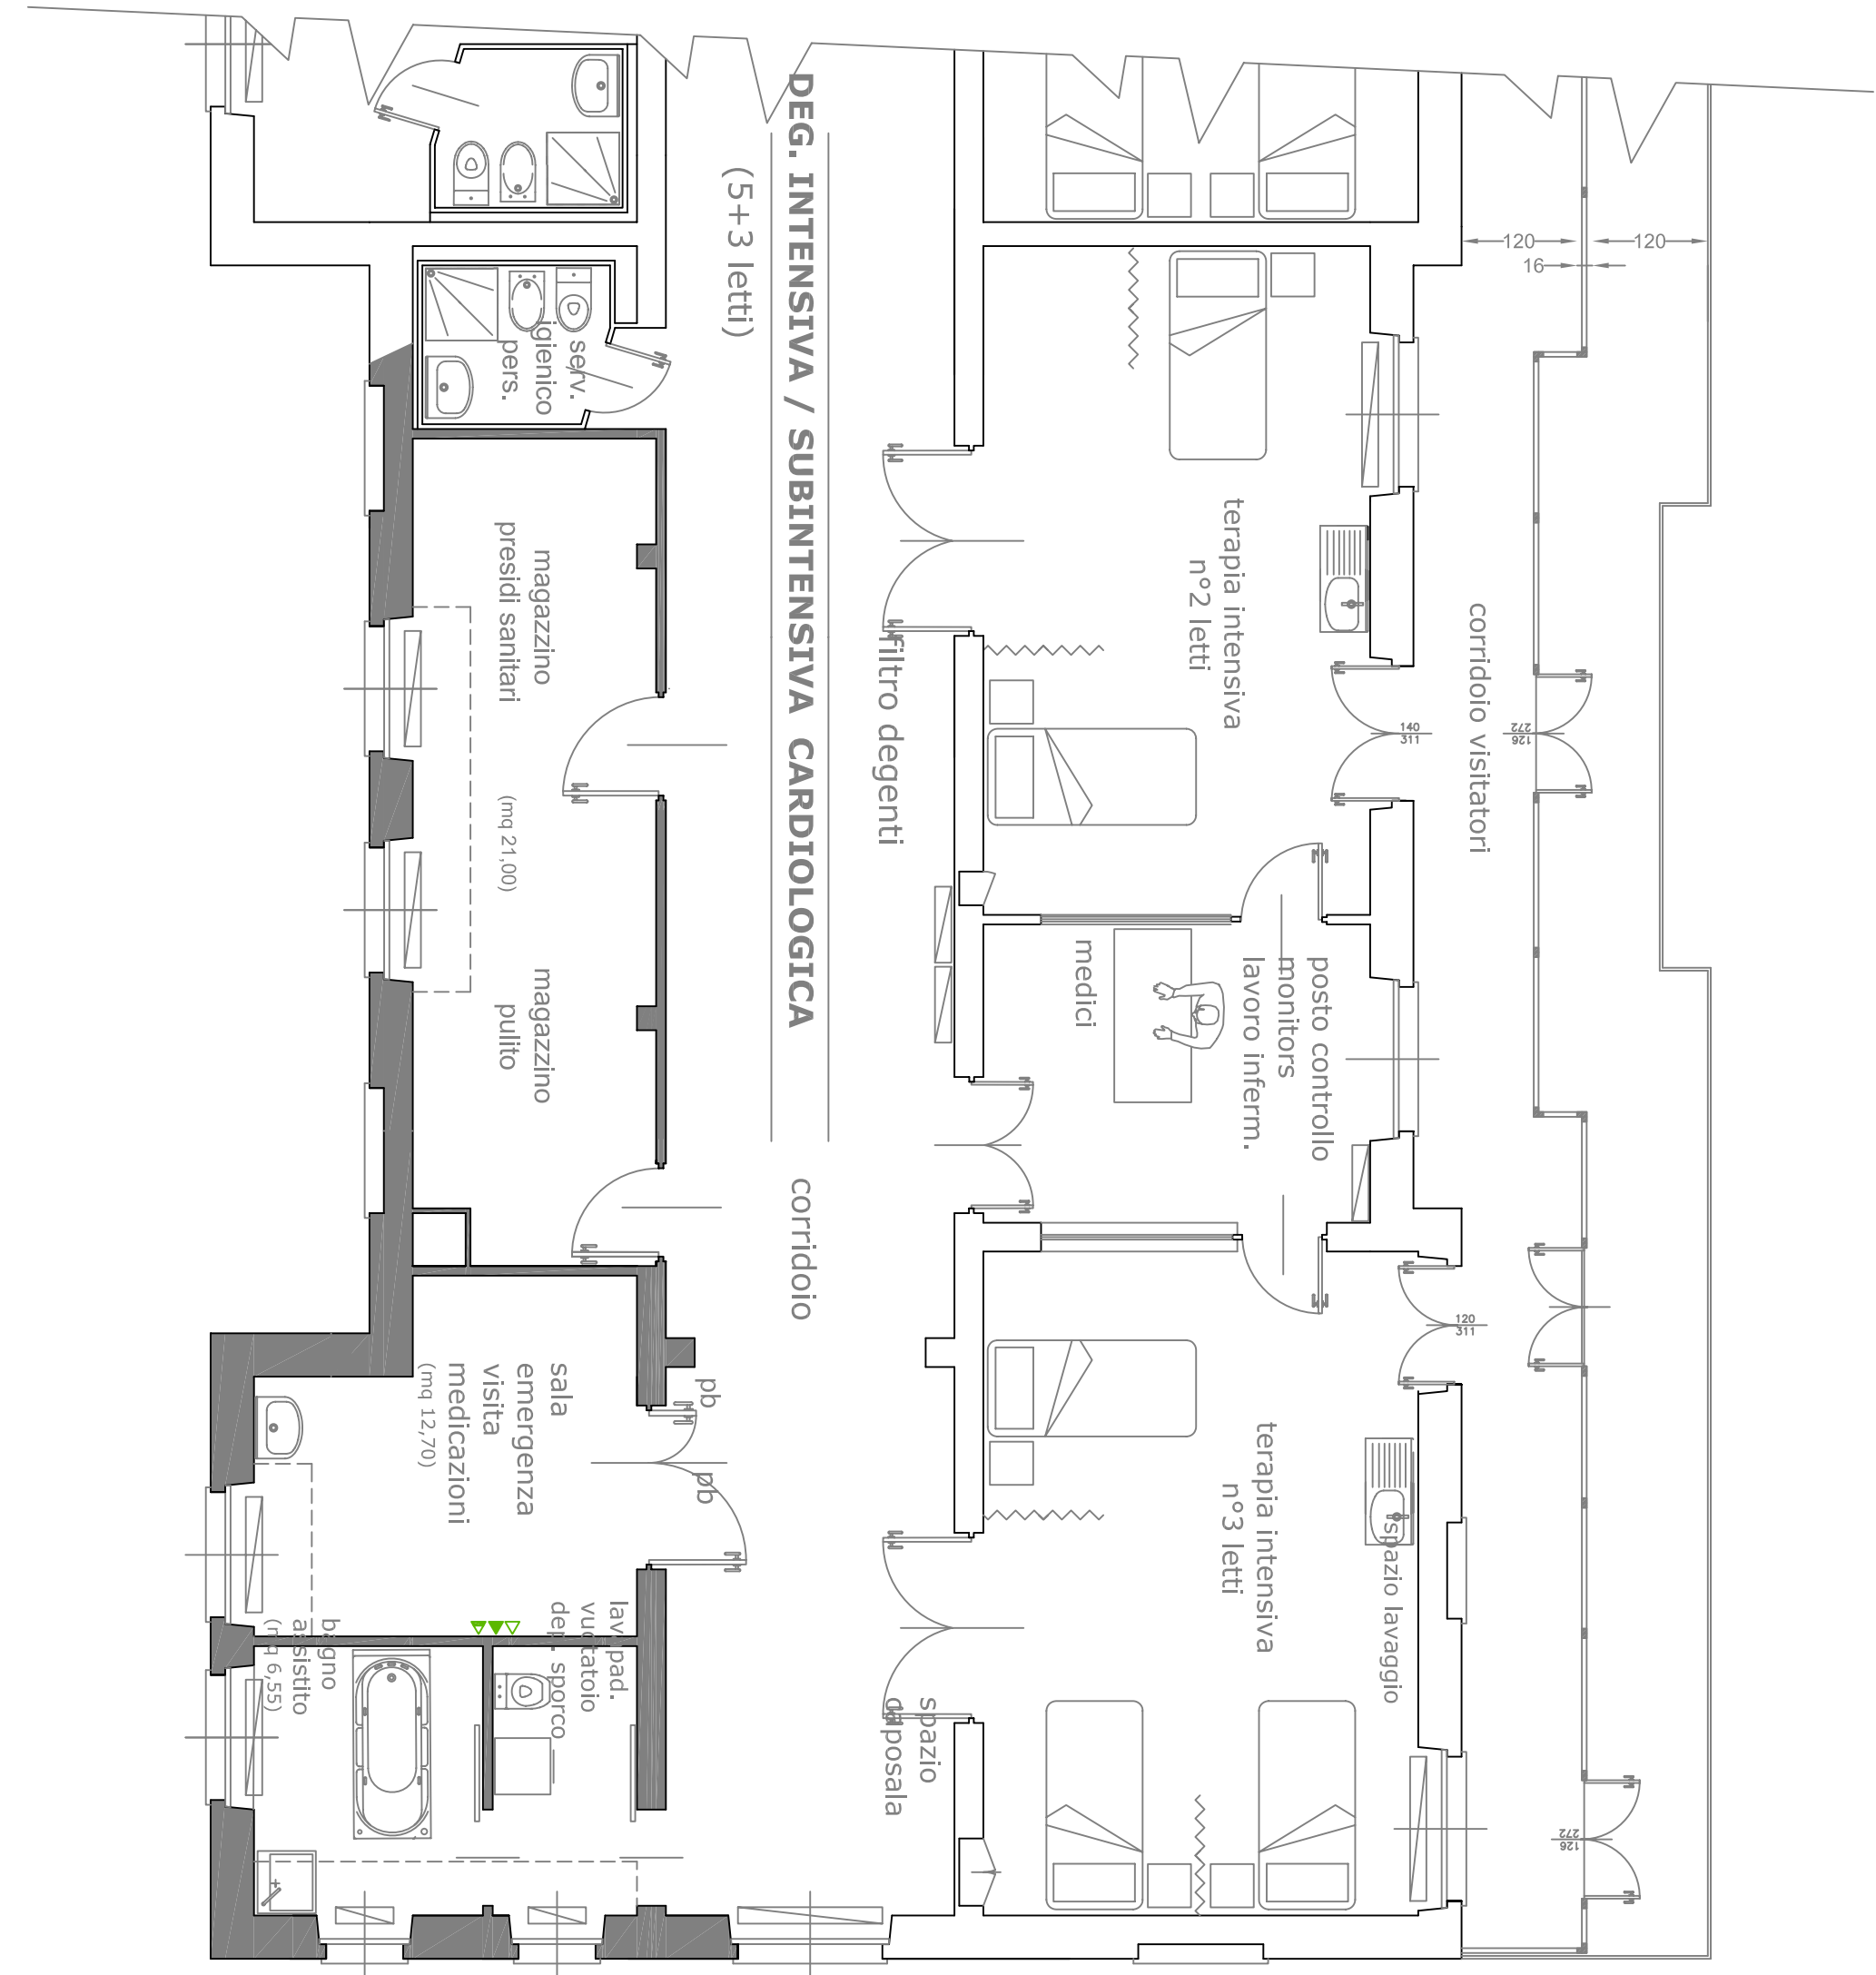 DEG. INTENSIVA / SUBINTENSIVA CARDIOLOGICA
(5+3 letti)
120
120
16
serv.
igienico
pers.
magazzino
presidi sanitari
(mq 21,00)
magazzino
pulito
filtro degenti
terapia intensiva
n°2 letti
corridoio visitatori
140
311
126
272
posto controllo
monitors
lavoro inferm.
medici
corridoio
120
311
sala
emergenza
visita
medicazioni
(mq 12,70)
pb
pb
terapia intensiva
n°3 letti
spazio lavaggio
lav. pad.
vuotatoio
dep. sporco
bagno
assistito
(mq 6,55)
spazio
caposala
126
272